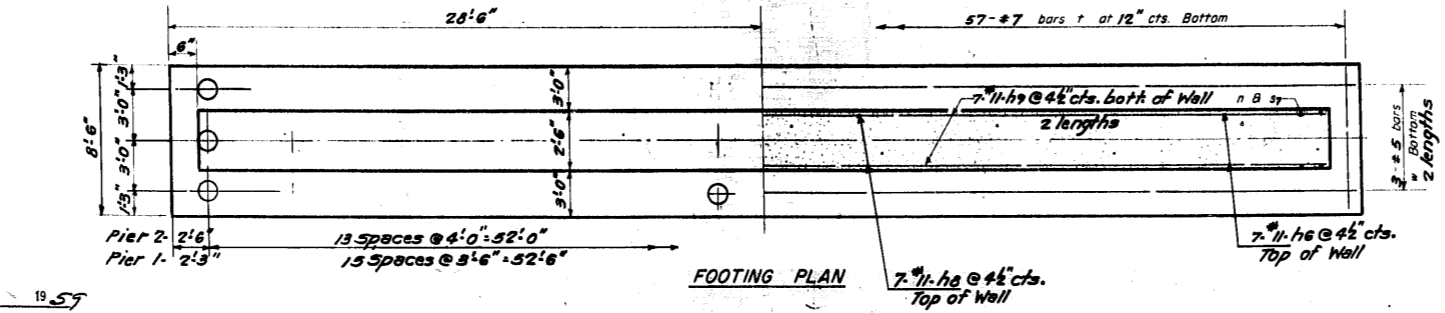 28'-6"
57-#7 bars t at 12" cts. Bottom
6"
1'-3"
3'-0"
3'-0"
1'-3"
8'-6"
3'-0"
2'-6"
3'-0"
7-#11-h9 @ 4½" cts. bott. of Wall
2 lengths
3-#5 bars
" Bottom
2 lengths
Pier 2- 2'-6"
13 Spaces @ 4'-0" = 52'-0"
Pier 1- 2'-3"
15 Spaces @ 3'-6" = 52'-6"
FOOTING PLAN
7-#11-h8 @ 4½" cts.
Top of Wall
7-#11-h6 @ 4½" cts.
Top of Wall
19 59